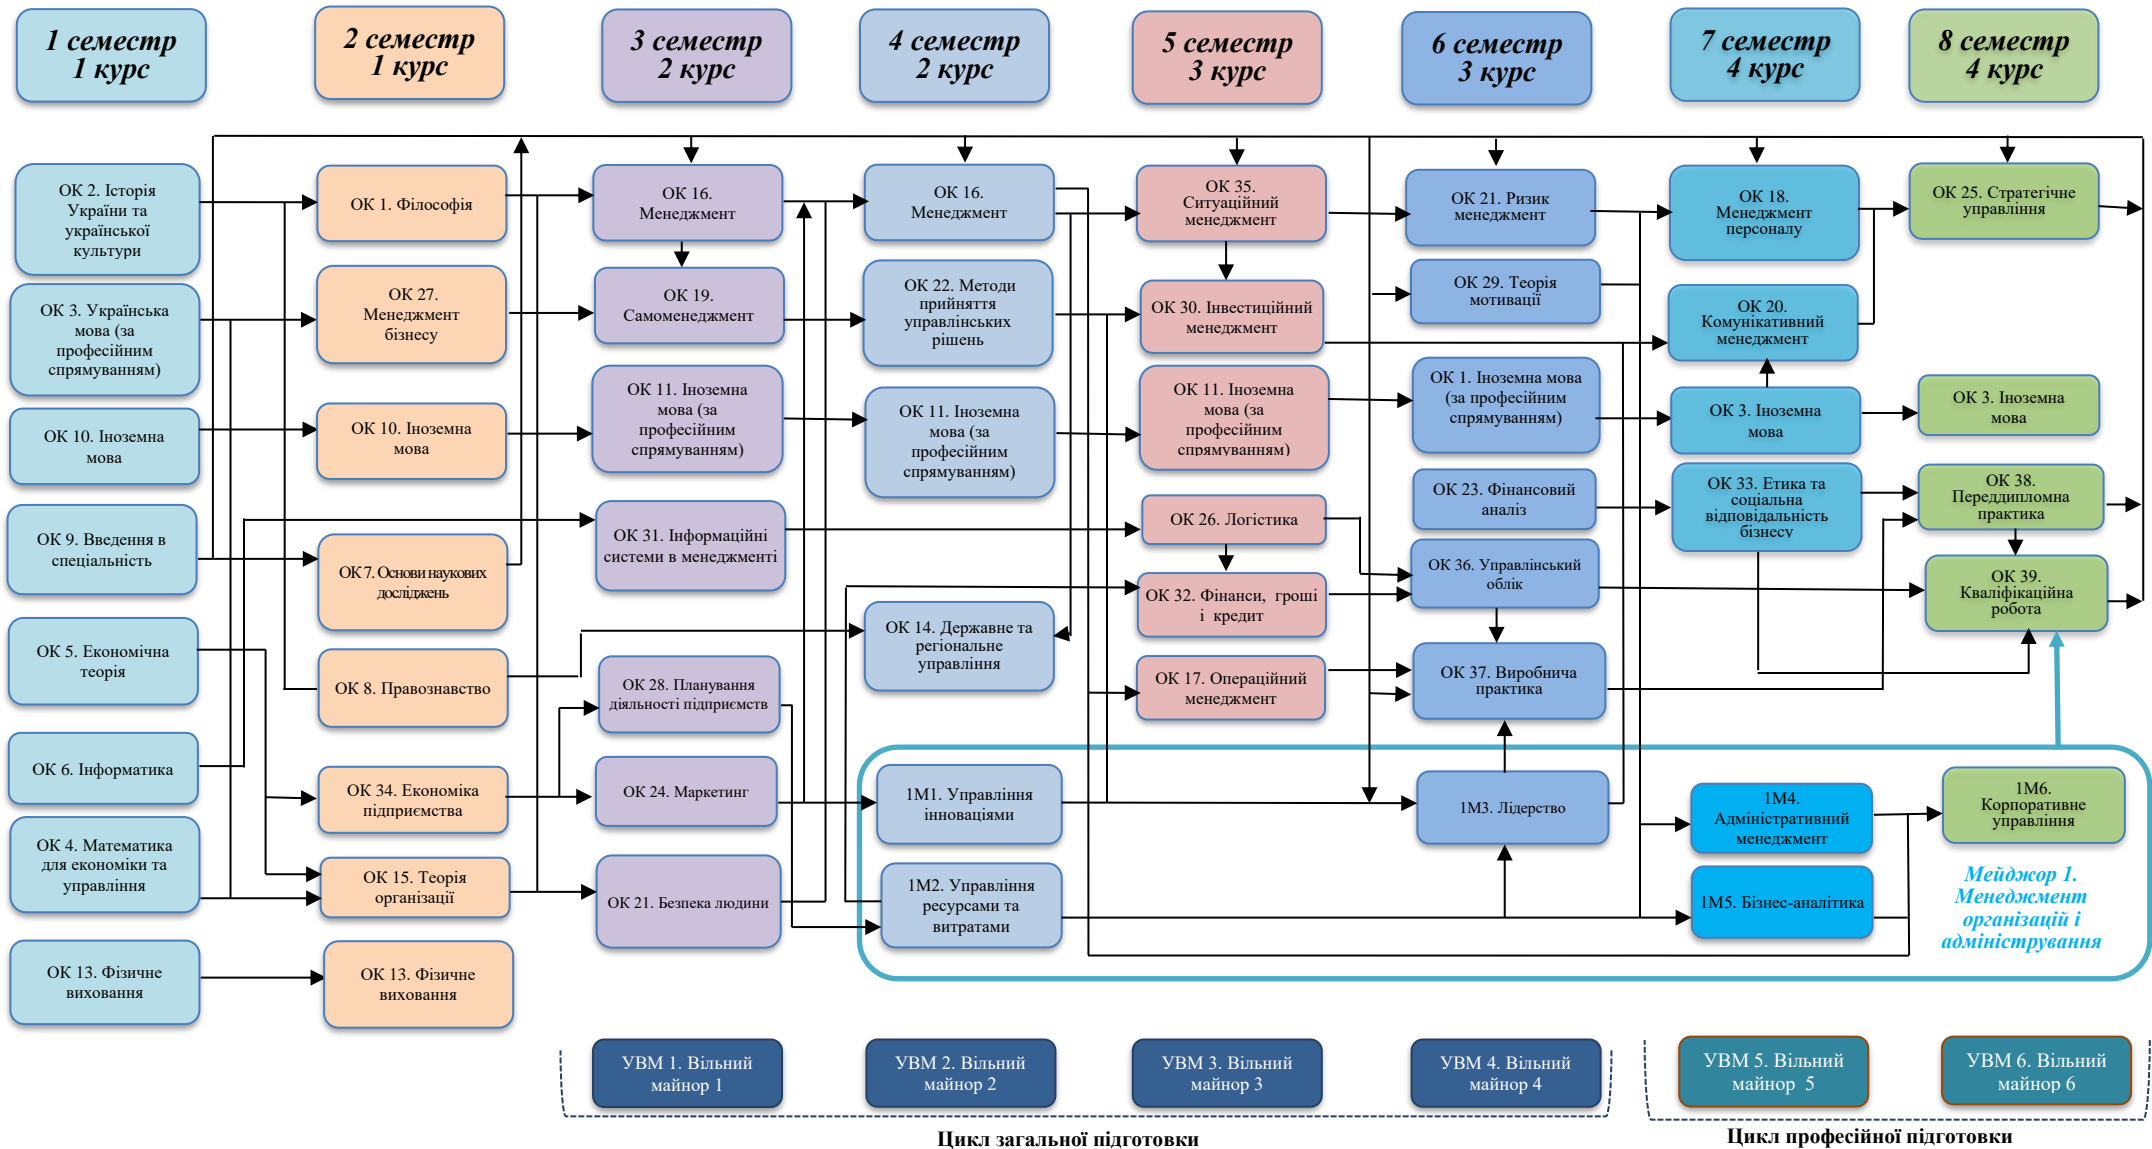 1 семестр
1 курс
2 семестр
1 курс
3 семестр
2 курс
4 семестр
2 курс
5 семестр
3 курс
6 семестр
3 курс
7 семестр
4 курс
8 семестр
4 курс
ОК 2. Історія
України та
української
культури
ОК 3. Українська
мова (за
професійним
спрямуванням)
ОК 10. Іноземна
мова
ОК 9. Введення в
спеціальність
ОК 5. Економічна
теорія
ОК 6. Інформатика
ОК 4. Математика
для економіки та
управління
ОК 13. Фізичне
виховання
ОК 1. Філософія
ОК 27.
Менеджмент
бізнесу
ОК 10. Іноземна
мова
ОК 7. Основи наукових
досліджень
ОК 8. Правознавство
ОК 34. Економіка
підприємства
ОК 15. Теорія
організації
ОК 13. Фізичне
виховання
ОК 16.
Менеджмент
ОК 19.
Самоменеджмент
ОК 11. Іноземна
мова (за
професійним
спрямуванням)
ОК 31. Інформаційні
системи в менеджменті
ОК 28. Планування
діяльності підприємств
ОК 24. Маркетинг
ОК 21. Безпека людини
ОК 16.
Менеджмент
ОК 22. Методи
прийняття
управлінських
рішень
ОК 11. Іноземна
мова (за
професійним
спрямуванням)
ОК 14. Державне та
регіональне
управління
1М1. Управління
інноваціями
1М2. Управління
ресурсами та
витратами
ОК 35.
Ситуаційний
менеджмент
ОК 30. Інвестиційний
менеджмент
ОК 11. Іноземна
мова (за
професійним
спрямуванням)
ОК 26. Логістика
ОК 32. Фінанси, гроші
і кредит
ОК 17. Операційний
менеджмент
ОК 21. Ризик
менеджмент
ОК 29. Теорія
мотивації
ОК 1. Іноземна мова
(за професійним
спрямуванням)
ОК 23. Фінансовий
аналіз
ОК 36. Управлінський
облік
ОК 37. Виробнича
практика
1М3. Лідерство
ОК 18.
Менеджмент
персоналу
ОК 20.
Комунікативний
менеджмент
ОК 3. Іноземна
мова
ОК 33. Етика та
соціальна
відповідальність
бізнесу
1М4.
Адміністративний
менеджмент
1М5. Бізнес-аналітика
ОК 25. Стратегічне
управління
ОК 3. Іноземна
мова
ОК 38.
Переддипломна
практика
ОК 39.
Кваліфікаційна
робота
1М6.
Корпоративне
управління
Мейджор 1.
Менеджмент
організацій і
адміністрування
УВМ 1. Вільний
майнор 1
УВМ 2. Вільний
майнор 2
УВМ 3. Вільний
майнор 3
УВМ 4. Вільний
майнор 4
УВМ 5. Вільний
майнор 5
УВМ 6. Вільний
майнор 6
Цикл загальної підготовки
Цикл професійної підготовки